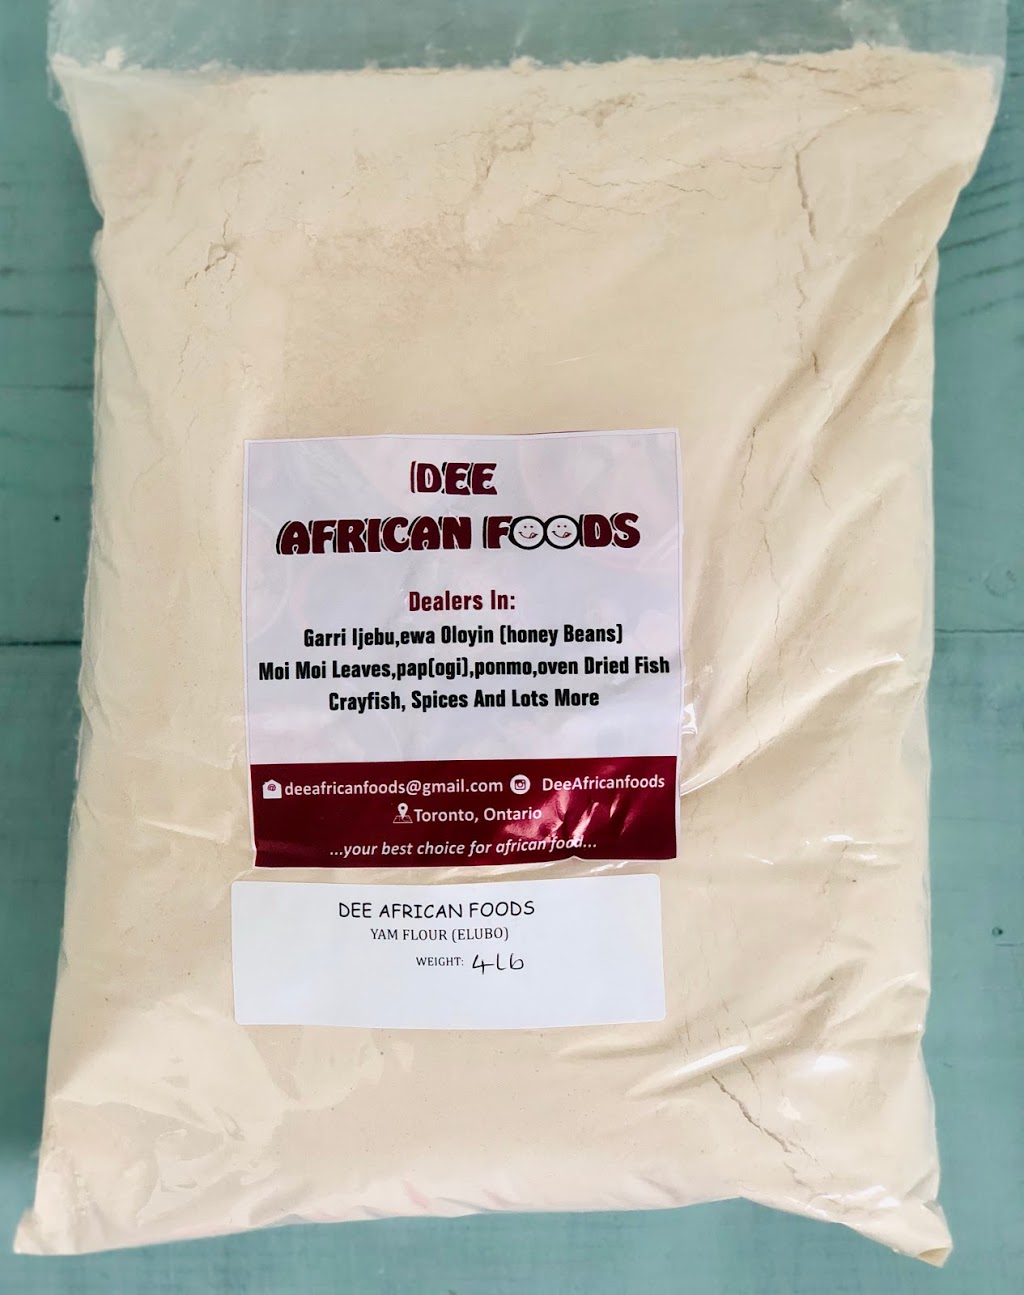 DEE
AFRICAN FOODS
Dealers In:
Garri Ijebu,ewa Oloyin (honey Beans)
Moi Moi Leaves,pap(ogi),ponmo,oven Dried Fish
Crayfish, Spices And Lots More
deeafricanfoods@gmail.com DeeAfricanfoods
Toronto, Ontario
...your best choice for african food...
DEE AFRICAN FOODS
YAM FLOUR (ELUBO)
WEIGHT: 4Lb